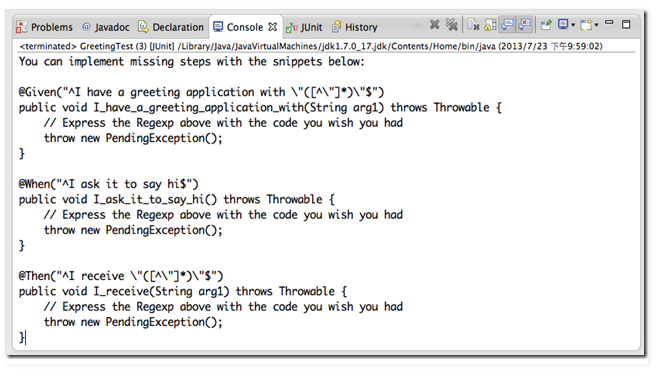 Problems @ Javadoc Declaration Console JUnit History
<terminated> GreetingTest (3) [JUnit] /Library/Java/JavaVirtualMachines/jdk1.7.0_17.jdk/Contents/Home/bin/java (2013/7/23 下午9:59:02)
You can implement missing steps with the snippets below:
@Given("^I have a greeting application with \"([^\"]*)\"$")
public void I_have_a_greeting_application_with(String arg1) throws Throwable {
    // Express the Regexp above with the code you wish you had
    throw new PendingException();
}
@When("^I ask it to say hi$")
public void I_ask_it_to_say_hi() throws Throwable {
    // Express the Regexp above with the code you wish you had
    throw new PendingException();
}
@Then("^I receive \"([^\"]*)\"$")
public void I_receive(String arg1) throws Throwable {
    // Express the Regexp above with the code you wish you had
    throw new PendingException();
}